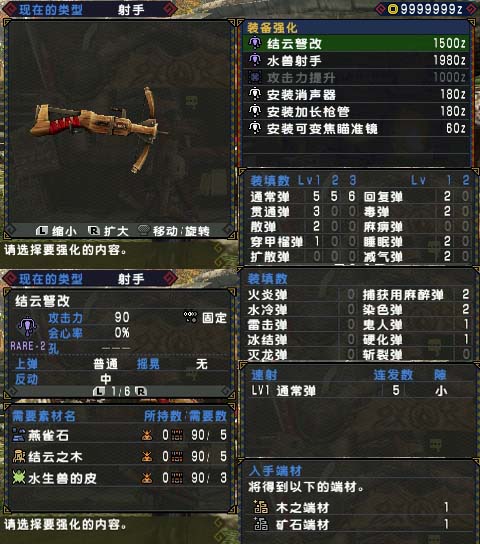 现在的类型 射手
9999999z
装备强化
结云弩改 1500z
水兽射手 1980z
攻击力提升 1000z
安装消声器 180z
安装加长枪管 180z
安装可变焦瞄准镜 60z
L 缩小 R 扩大 移动/旋转
请选择要强化的内容。
装填数 Lv1 2 3 Lv 1 2
通常弹 5 5 6 回复弹 2 0
贯通弹 3 0 0 毒弹 2 0
散弹 2 0 0 麻痹弹 0 0
穿甲榴弹 1 0 0 睡眠弹 2 0
扩散弹 0 0 0 减气弹 2 0
现在的类型 射手
结云弩改
攻击力 90 固定
会心率 0%
RARE-2 孔 ---
上弹 普通 摇晃 无
反动 中
L 1/6 R
需要素材名 所持数 需要数
燕雀石 0 90/ 5
结云之木 0 90/ 5
水生兽的皮 0 90/ 3
请选择要强化的内容。
装填数
火炎弹 0 捕获用麻醉弹 2
水冷弹 0 染色弹 2
雷击弹 0 鬼人弹 1
冰结弹 0 硬化弹 1
灭龙弹 0 斩裂弹 0
速射 连发数 隙
LV1 通常弹 5 小
入手端材
将得到以下的端材。
木之端材 1
矿石端材 1